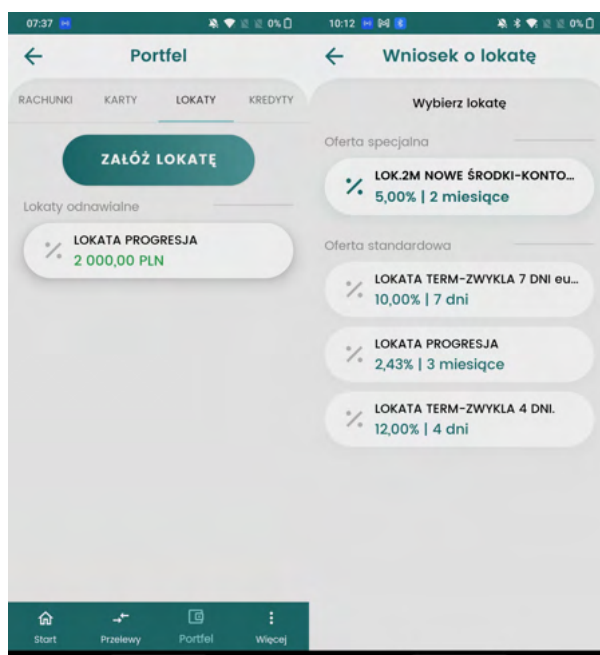 07:37
0%
Portfel
RACHUNKI KARTY LOKATY KREDYTY
ZAŁÓŻ LOKATĘ
Lokaty odnawialne
LOKATA PROGRESJA
2 000,00 PLN
Start Przelewy Portfel Więcej
10:12
0%
Wniosek o lokatę
Wybierz lokatę
Oferta specjalna
LOK.2M NOWE ŚRODKI-KONTO...
5,00% | 2 miesiące
Oferta standardowa
LOKATA TERM-ZWYKLA 7 DNI eu...
10,00% | 7 dni
LOKATA PROGRESJA
2,43% | 3 miesiące
LOKATA TERM-ZWYKLA 4 DNI.
12,00% | 4 dni